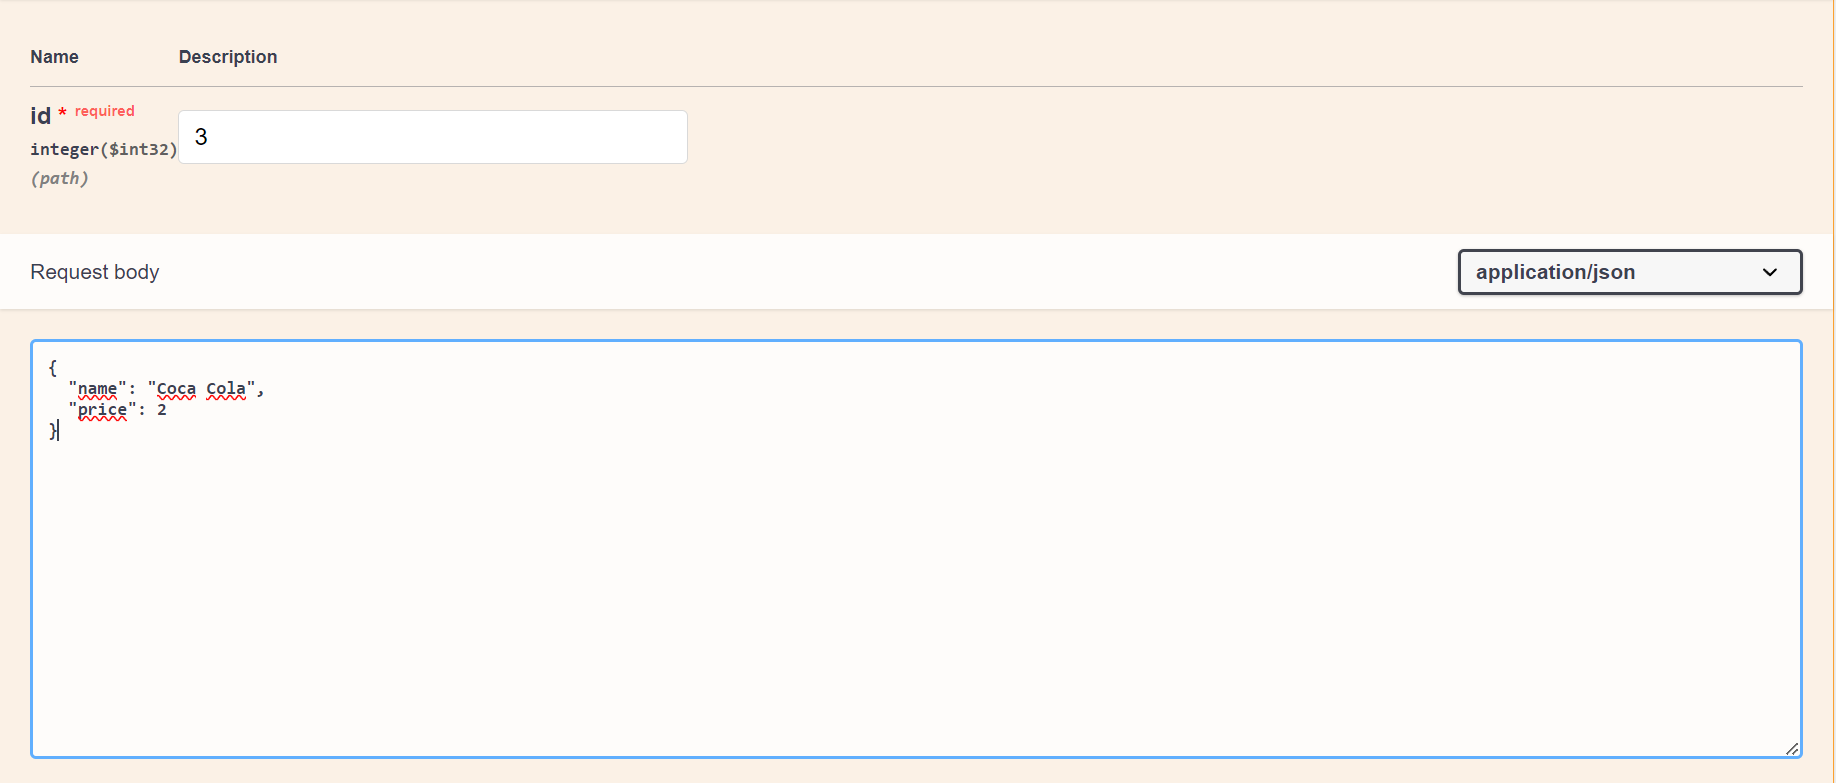 Name Description
id * required
integer($int32)
3
(path)
Request body
application/json
{
  "name": "Coca Cola",
  "price": 2
}